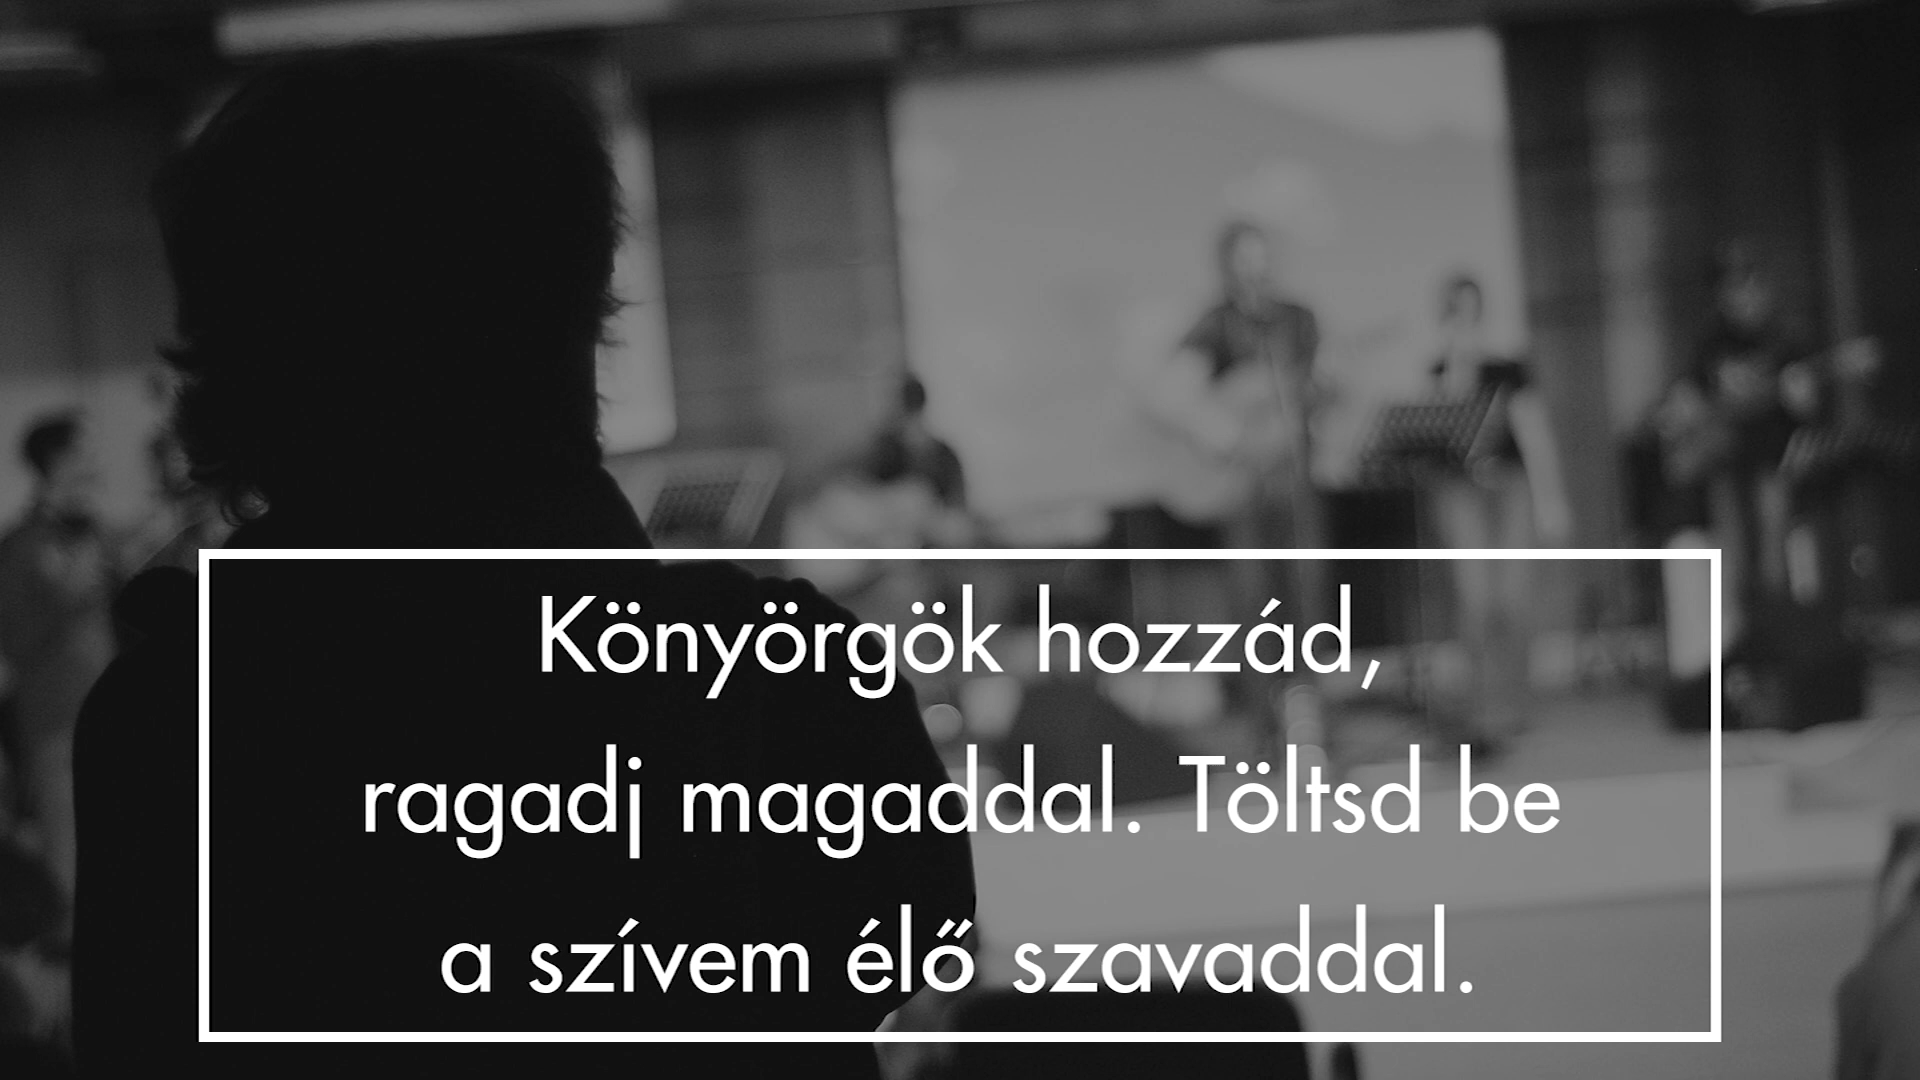 Könyörgök hozzád,
ragadj magaddal. Töltsd be
a szívem élő szavaddal.